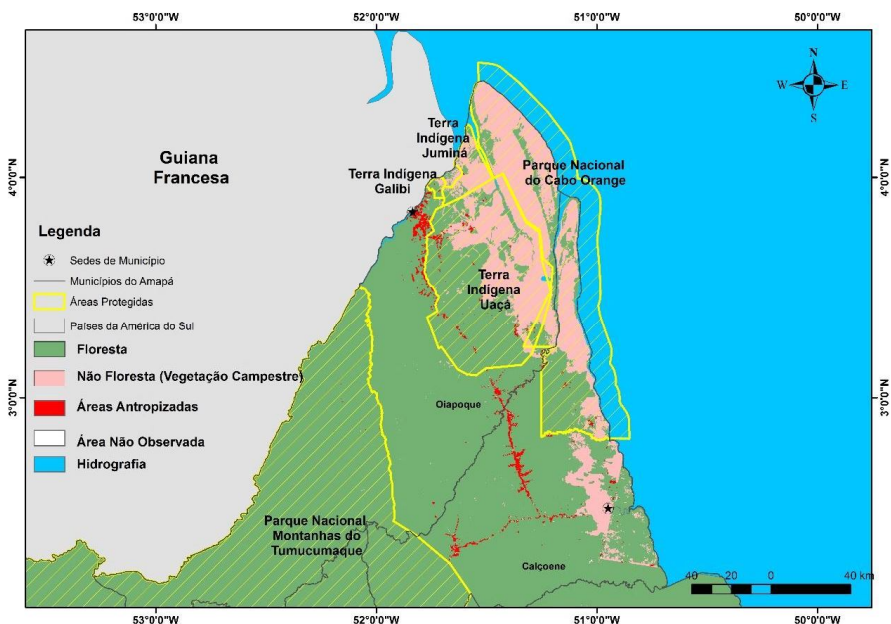 53°0'0"W 52°0'0"W 51°0'0"W 50°0'0"W
N
W E
S
4°0'0"N
3°0'0"N
Guiana
Francesa
Terra
Indígena
Juminá
Terra Indígena
Galibi
Parque Nacional
do Cabo Orange
Terra
Indígena
Uaçá
Oiapoque
Parque Nacional
Montanhas do
Tumucumaque
Calçoene
Legenda
Sedes de Município
Municípios do Amapá
Áreas Protegidas
Países da América do Sul
Floresta
Não Floresta (Vegetação Campestre)
Áreas Antropizadas
Área Não Observada
Hidrografia
4°0'0"N
3°0'0"N
40 20 0 40 km
53°0'0"W 52°0'0"W 51°0'0"W 50°0'0"W